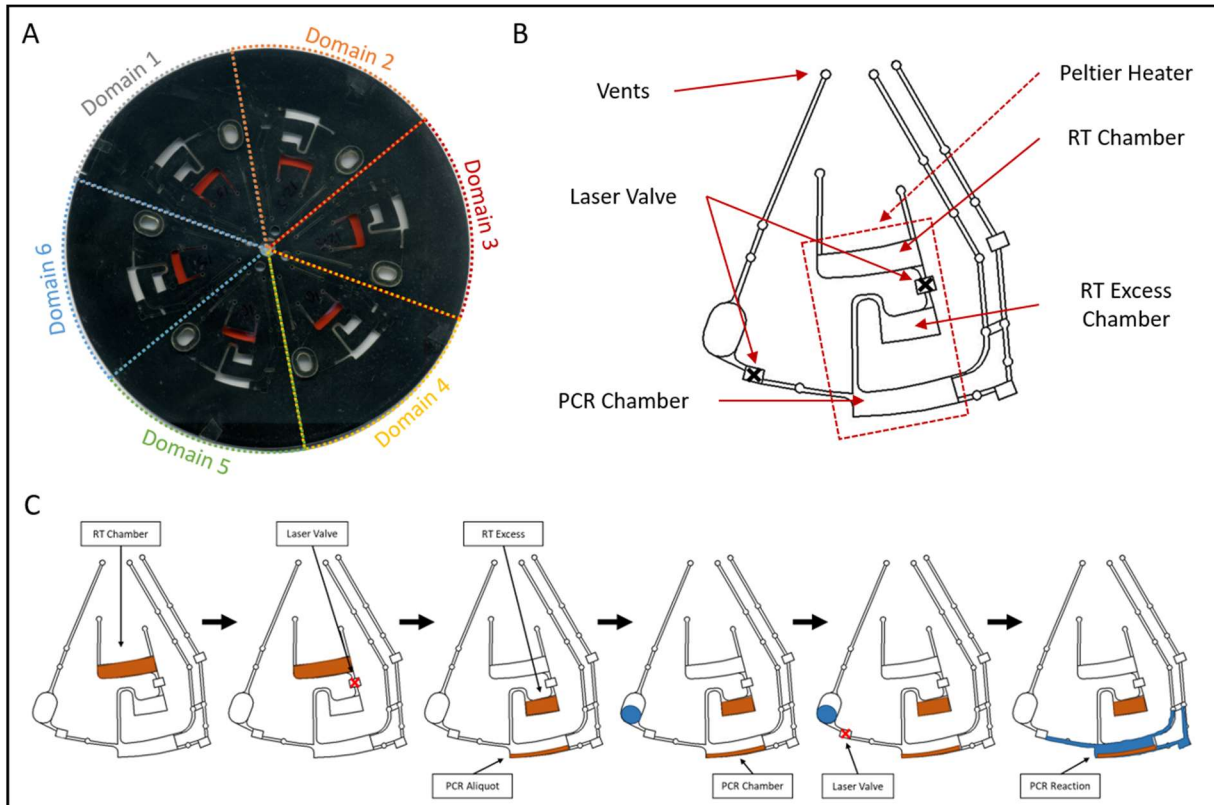 A
Domain 1
Domain 2
Domain 3
Domain 4
Domain 5
Domain 6
B
Vents
Peltier Heater
RT Chamber
Laser Valve
RT Excess
Chamber
PCR Chamber
C
RT Chamber
Laser Valve
RT Excess
PCR Aliquot
PCR Chamber
Laser Valve
PCR Reaction